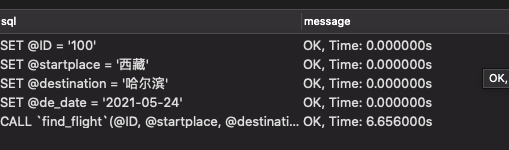 sql message
SET @ID = '100' OK, Time: 0.000000s
SET @startplace = '西藏' OK, Time: 0.000000s
SET @destination = '哈尔滨' OK, Time: 0.000000s
OK,
SET @de_date = '2021-05-24' OK, Time: 0.000000s
CALL `find_flight`(@ID, @startplace, @destinati... OK, Time: 6.656000s